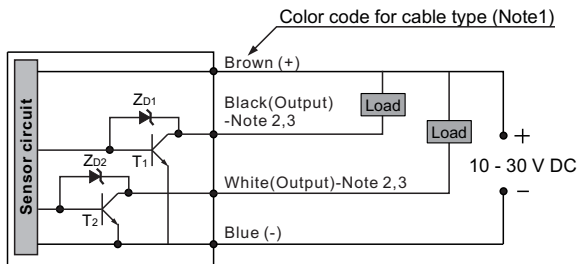 Color code for cable type (Note1)
Brown (+)
Black(Output)
-Note 2,3
Load
Load
ZD1
T1
+
10 - 30 V DC
−
ZD2
T2
White(Output)-Note 2,3
Blue (-)
Sensor circuit